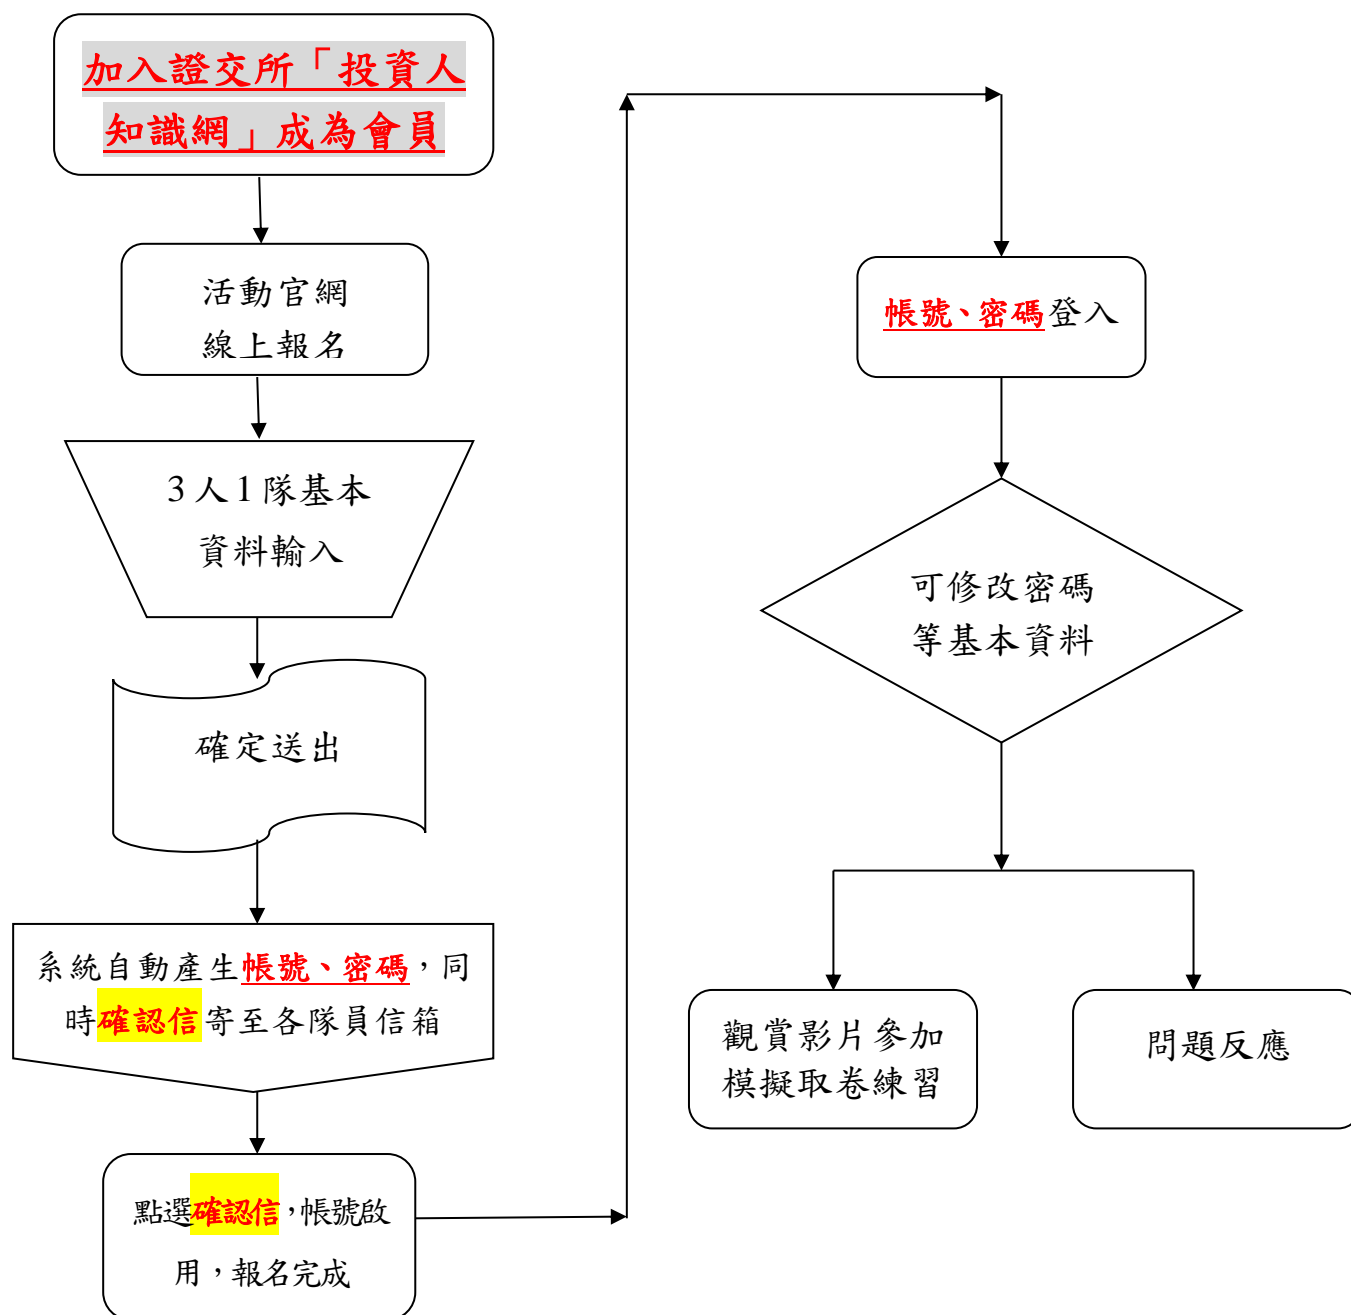 加入證交所「投資人
知識網」成為會員
活動官網
線上報名
3人1隊基本
資料輸入
確定送出
系統自動產生帳號、密碼，同
時確認信寄至各隊員信箱
點選確認信，帳號啟
用，報名完成
帳號、密碼登入
可修改密碼
等基本資料
觀賞影片參加
模擬取卷練習
問題反應